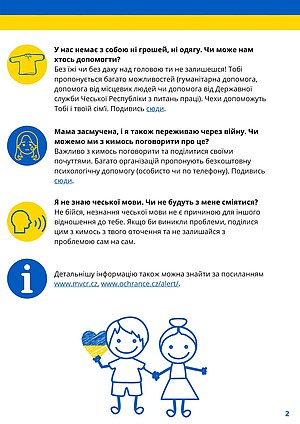 У нас немає з собою ні грошей, ні одягу. Чи може нам
хтось допомогти?
Без їжі чи без даху над головою ти не залишешся! Тобі
пропонується багато можливостей (гуманітарна допомога,
допомога від місцевих людей чи допомога від Державної
служби Чеської Республіки з питань праці). Чехи допоможуть
Тобі і твоїй сім'ї. Подивись сюди.
Мама засмучена, і я також переживаю через війну. Чи
можемо ми з кимось поговорити про це?
Важливо з кимось поговорити та поділитися своїми
почуттями. Багато організацій пропонують безкоштовну
психологічну допомогу (особисто чи по телефону). Подивись
сюди.
Я не знаю чеської мови. Чи не будуть з мене сміятися?
Не бійся, незнання чеської мови не є причиною для іншого
відношення до тебе. Якщо би виникли проблеми, поділися
цим з кимось з твого оточення та не залишайся з
проблемою сам на сам.
Детальнішу інформацію також можна знайти за посиланням
www.mvcr.cz, www.ochrance.cz/alert/.
2